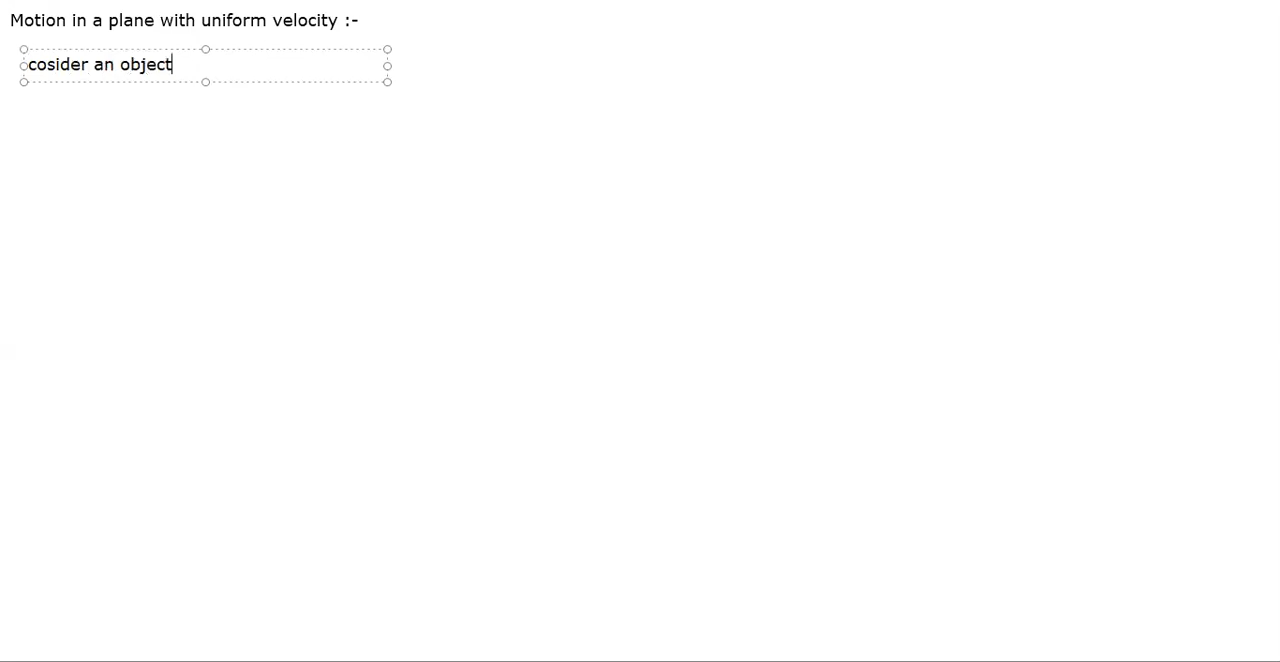 Motion in a plane with uniform velocity :-
cosider an object